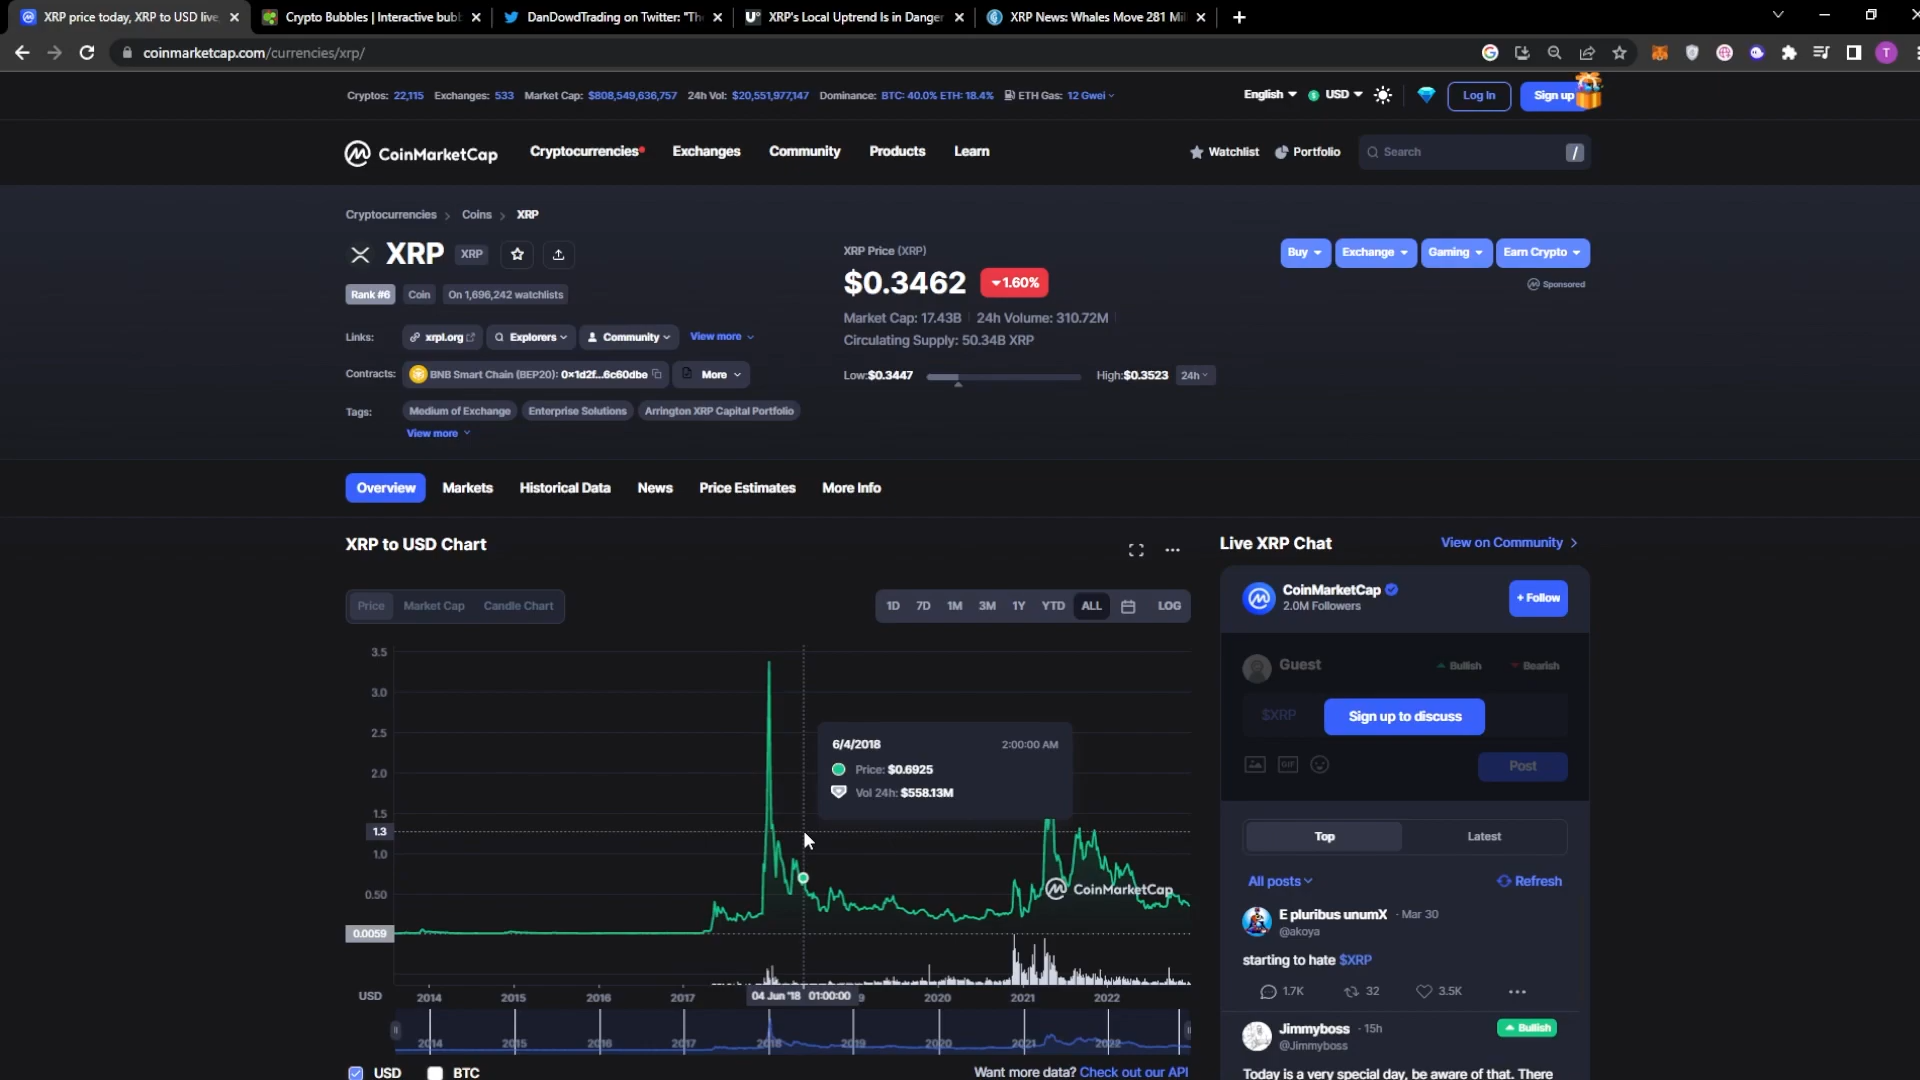 XRP price today, XRP to USD live,
Crypto Bubbles | Interactive bubb
DanDowdTrading on Twitter: "Th
XRP's Local Uptrend Is in Danger
XRP News: Whales Move 281 Mi
coinmarketcap.com/currencies/xrp/
T
Cryptos: 22,115 Exchanges: 533 Market Cap: $808,549,636,757 24h Vol: $20,551,977,147 Dominance: BTC: 40.0% ETH: 18.4% ETH Gas: 12 Gwei
English USD Log In Sign up
CoinMarketCap Cryptocurrencies Exchanges Community Products Learn
Watchlist Portfolio Search /
Cryptocurrencies > Coins > XRP
XRP XRP
Rank #6 Coin On 1,696,242 watchlists
Links: xrpl.org Explorers Community View more
Contracts: BNB Smart Chain (BEP20): 0x1d2f...6c60dbe More
Tags: Medium of Exchange Enterprise Solutions Arrington XRP Capital Portfolio
View more
XRP Price (XRP)
$0.3462 1.60%
Market Cap: 17.43B 24h Volume: 310.72M
Circulating Supply: 50.34B XRP
Low:$0.3447 High:$0.3523 24h
Buy Exchange Gaming Earn Crypto
Sponsored
Overview Markets Historical Data News Price Estimates More Info
XRP to USD Chart
Price Market Cap Candle Chart
1D 7D 1M 3M 1Y YTD ALL LOG
3.5
3.0
2.5
2.0
1.5
1.3
1.0
0.50
0.0059
6/4/2018 2:00:00 AM
Price: $0.6925
Vol 24h: $558.13M
CoinMarketCap
USD 2014 2015 2016 2017 04 Jun '18 01:00:00 9 2020 2021 2022
2014 2015 2016 2017 2018 2019 2020 2021 2022
USD BTC
Want more data? Check out our API
Live XRP Chat View on Community >
CoinMarketCap
2.0M Followers
+ Follow
Guest Bullish Bearish
$XRP Sign up to discuss
GIF Post
Top Latest
All posts Refresh
E pluribus unumX · Mar 30
@akoya
starting to hate $XRP
1.7K 32 3.5K
Jimmyboss · 15h Bullish
@Jimmyboss
Today is a very special day, be aware of that. There